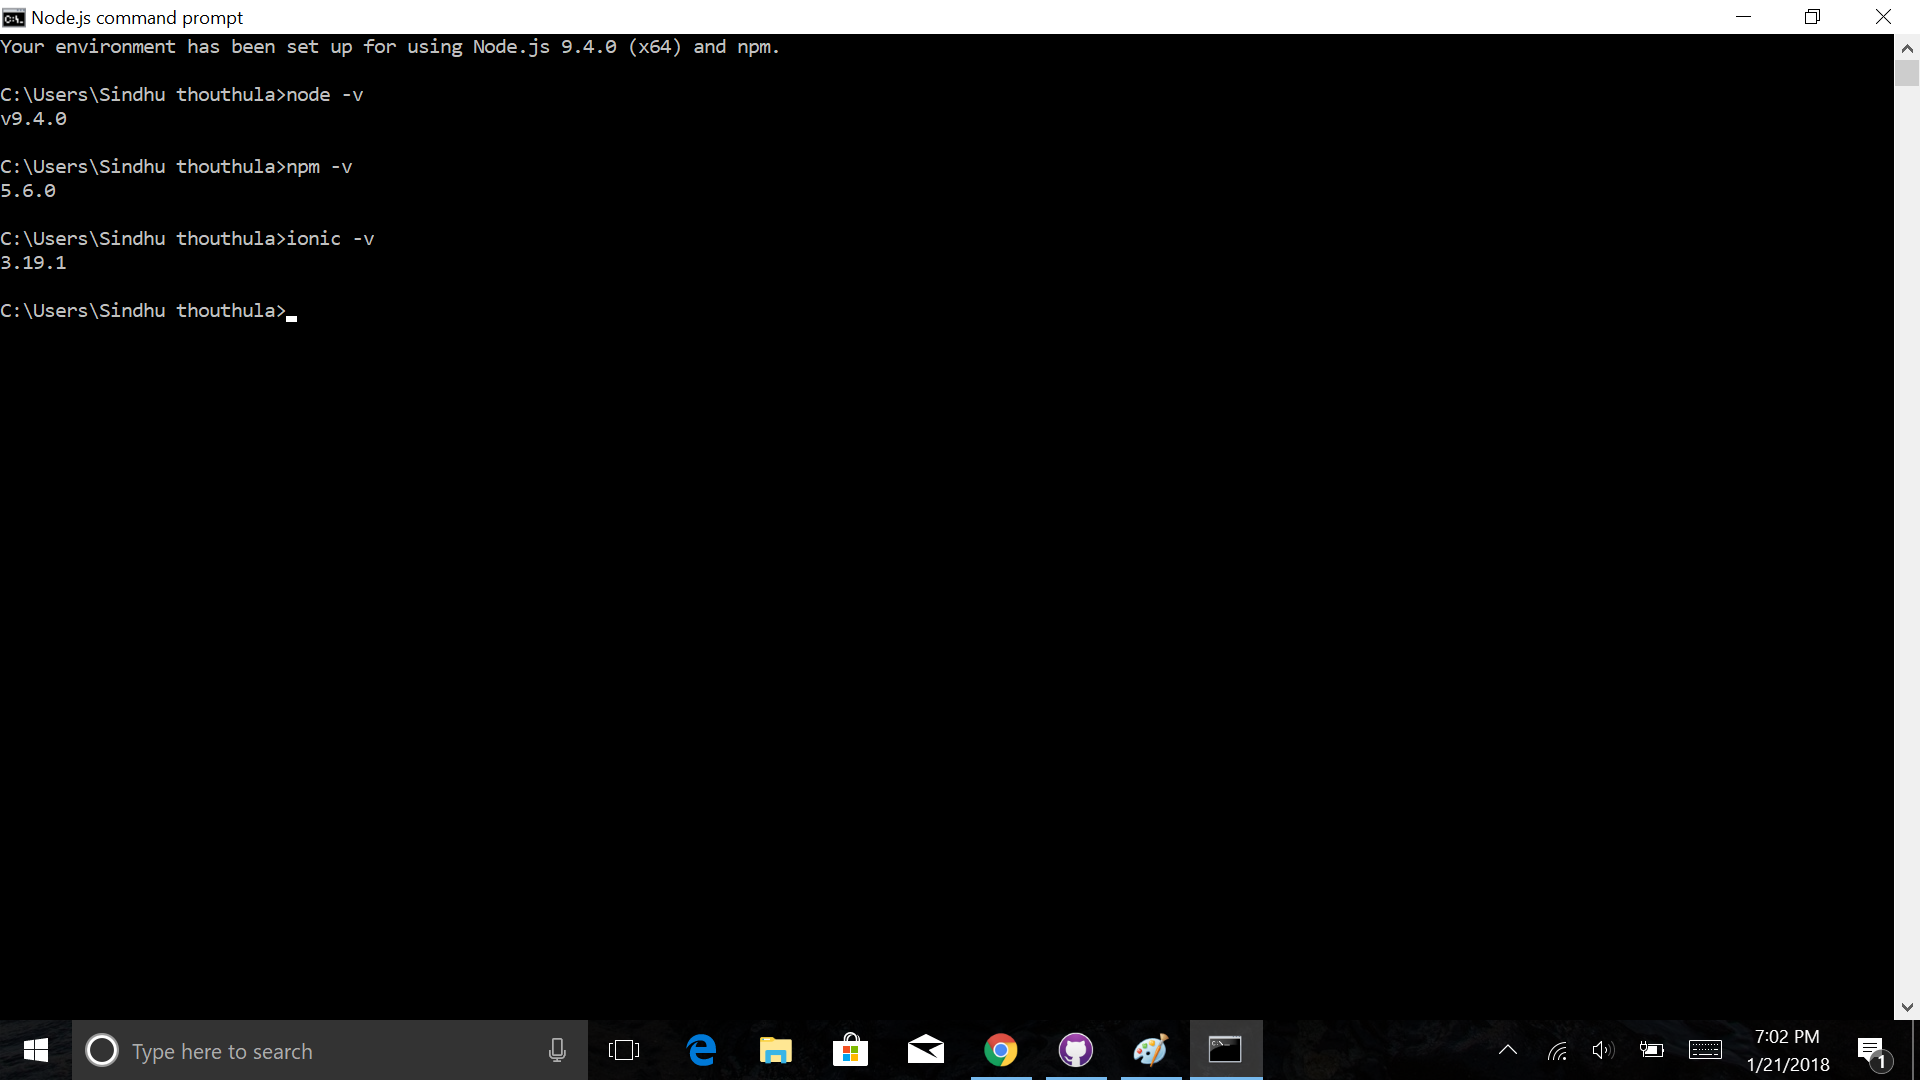 Node.js command prompt
Your environment has been set up for using Node.js 9.4.0 (x64) and npm.
C:\Users\Sindhu thouthula>node -v
v9.4.0
C:\Users\Sindhu thouthula>npm -v
5.6.0
C:\Users\Sindhu thouthula>ionic -v
3.19.1
C:\Users\Sindhu thouthula>
Type here to search
7:02 PM
1/21/2018
1